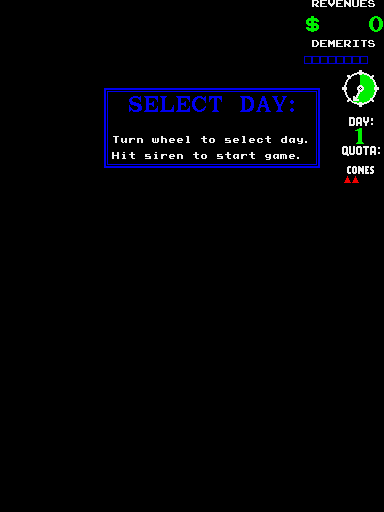 REVENUES
$ 0
DEMERITS
SELECT DAY:
DAY:
1
Turn wheel to select day.
QUOTA:
Hit siren to start game.
CONES